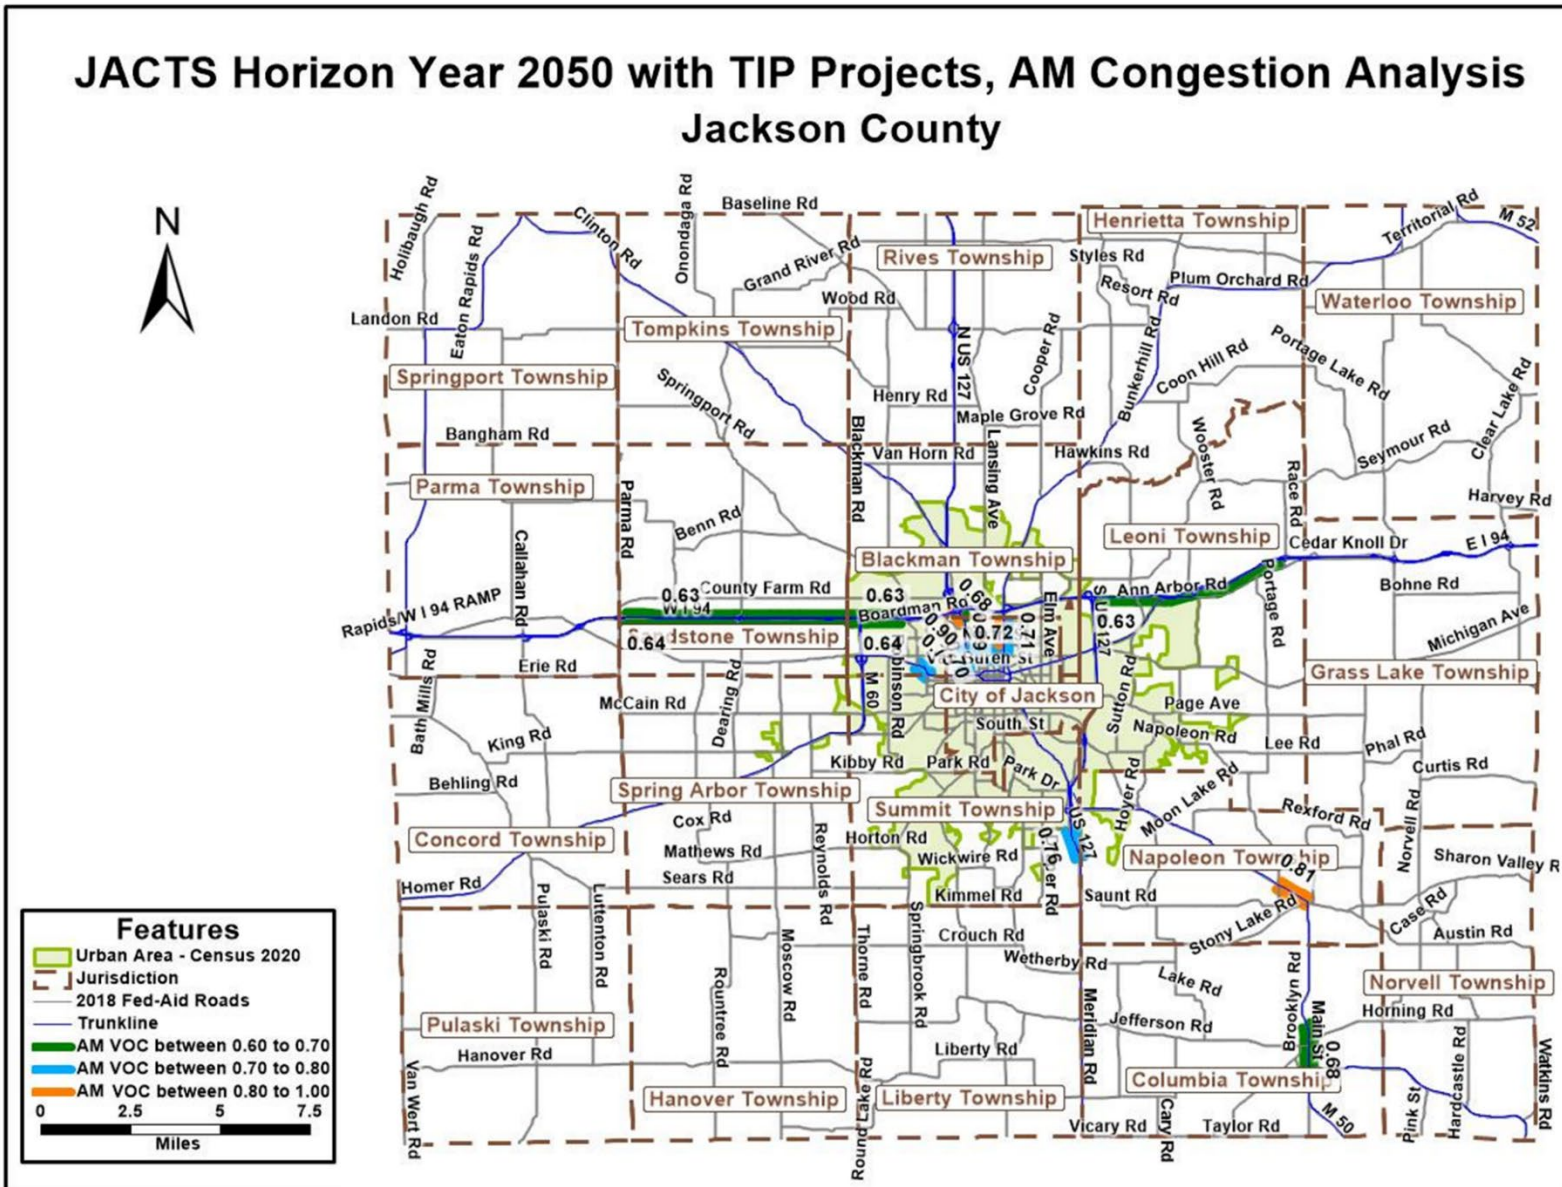 JACTS Horizon Year 2050 with TIP Projects, AM Congestion Analysis
Jackson County
N
Holibaugh Rd
Eaton Rapids Rd
Clinton Rd
Onondaga Rd
Baseline Rd
Grand River Rd
Wood Rd
Rives Township
Henrietta Township
Styles Rd
Resort Rd
Plum Orchard Rd
Territorial Rd
M 52
Waterloo Township
Landon Rd
Tompkins Township
N US 127
Cooper Rd
Bunkerhill Rd
Coon Hill Rd
Portage Lake Rd
Clear Lake Rd
Springport Township
Springport Rd
Henry Rd
Maple Grove Rd
Bangham Rd
Blackman Rd
Van Horn Rd
Lansing Ave
Hawkins Rd
Wooster Rd
Race Rd
Seymour Rd
Harvey Rd
Parma Township
Parma Rd
Benn Rd
Callahan Rd
Blackman Township
Leoni Township
Cedar Knoll Dr
E I 94
County Farm Rd
0.63
W I 94
0.63
Boardman Rd
0.68
Elm Ave
Ann Arbor Rd
Portage Rd
Bohne Rd
Rapids/W I 94 RAMP
Sandstone Township
0.64
0.64
0.90
0.72
0.71
0.70
0.63
Michigan Ave
Erie Rd
Grass Lake Township
Bath Mills Rd
McCain Rd
Dearing Rd
M 60
Robinson Rd
City of Jackson
South St
Sutton Rd
Page Ave
Napoleon Rd
Lee Rd
Phal Rd
King Rd
Kibby Rd
Park Rd
Park Dr
Curtis Rd
Behling Rd
Spring Arbor Township
Summit Township
US 127
Hoyer Rd
Moon Lake Rd
Rexford Rd
Norvell Rd
Concord Township
Cox Rd
Mathews Rd
Reynolds Rd
Horton Rd
Wickwire Rd
0.76
Napoleon Township
0.81
Sharon Valley R
Homer Rd
Sears Rd
Kimmel Rd
Saunt Rd
Stony Lake Rd
Case Rd
Austin Rd
Pulaski Rd
Luttenton Rd
Rountree Rd
Moscow Rd
Thorne Rd
Springbrook Rd
Crouch Rd
Wetherby Rd
Lake Rd
Brooklyn Rd
Norvell Township
Pulaski Township
Meridian Rd
Jefferson Rd
Main St
0.68
Horning Rd
Hanover Rd
Liberty Rd
Columbia Township
Hardcastle Rd
Watkins Rd
Van Wert Rd
Hanover Township
Round Lake Rd
Liberty Township
Vicary Rd
Cary Rd
Taylor Rd
M 50
Pink St
Features
Urban Area - Census 2020
Jurisdiction
2018 Fed-Aid Roads
Trunkline
AM VOC between 0.60 to 0.70
AM VOC between 0.70 to 0.80
AM VOC between 0.80 to 1.00
0 2.5 5 7.5
Miles